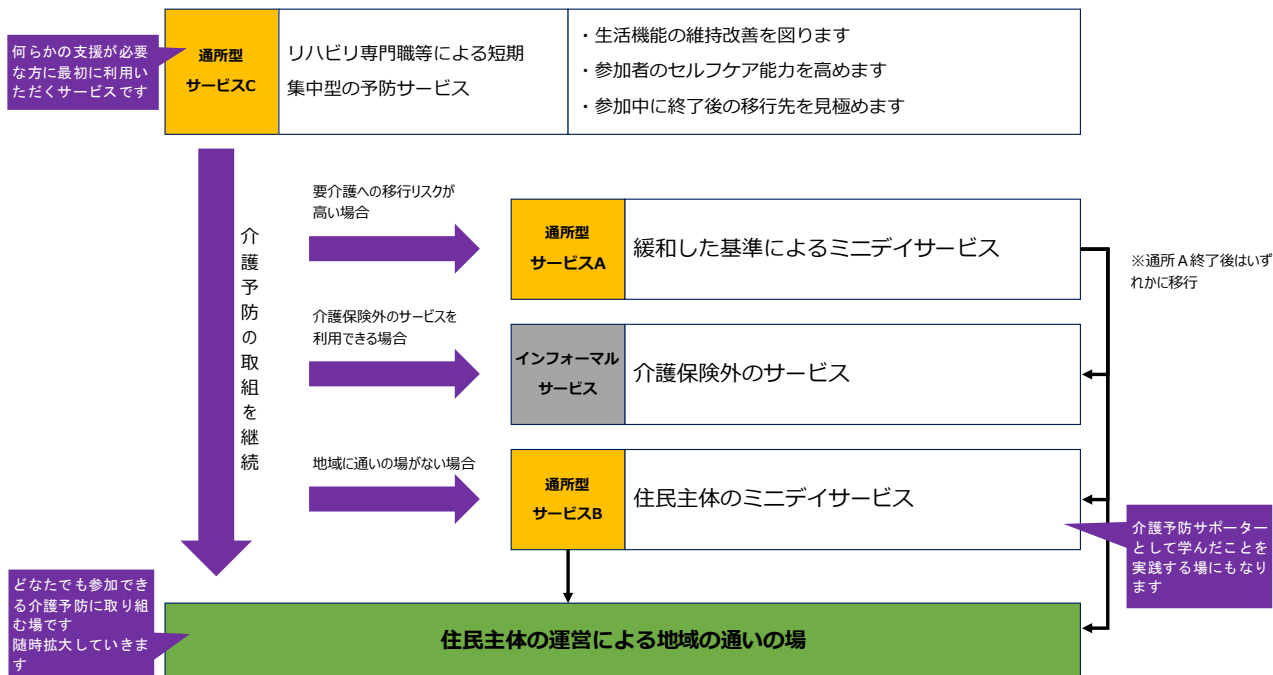 何らかの支援が必要
な方に最初に利用い
ただくサービスです
通所型
サービスC
リハビリ専門職等による短期
集中型の予防サービス
・生活機能の維持改善を図ります
・参加者のセルフケア能力を高めます
・参加中に終了後の移行先を見極めます
介護予防の取組を継続
要介護への移行リスクが
高い場合
通所型
サービスA
緩和した基準によるミニデイサービス
※通所A終了後はいず
れかに移行
介護保険外のサービスを
利用できる場合
インフォーマル
サービス
介護保険外のサービス
地域に通いの場がない場合
通所型
サービスB
住民主体のミニデイサービス
介護予防サポーター
として学んだことを
実践する場にもなり
ます
どなたでも参加でき
る介護予防に取り組
む場です
随時拡大していきま
す
住民主体の運営による地域の通いの場